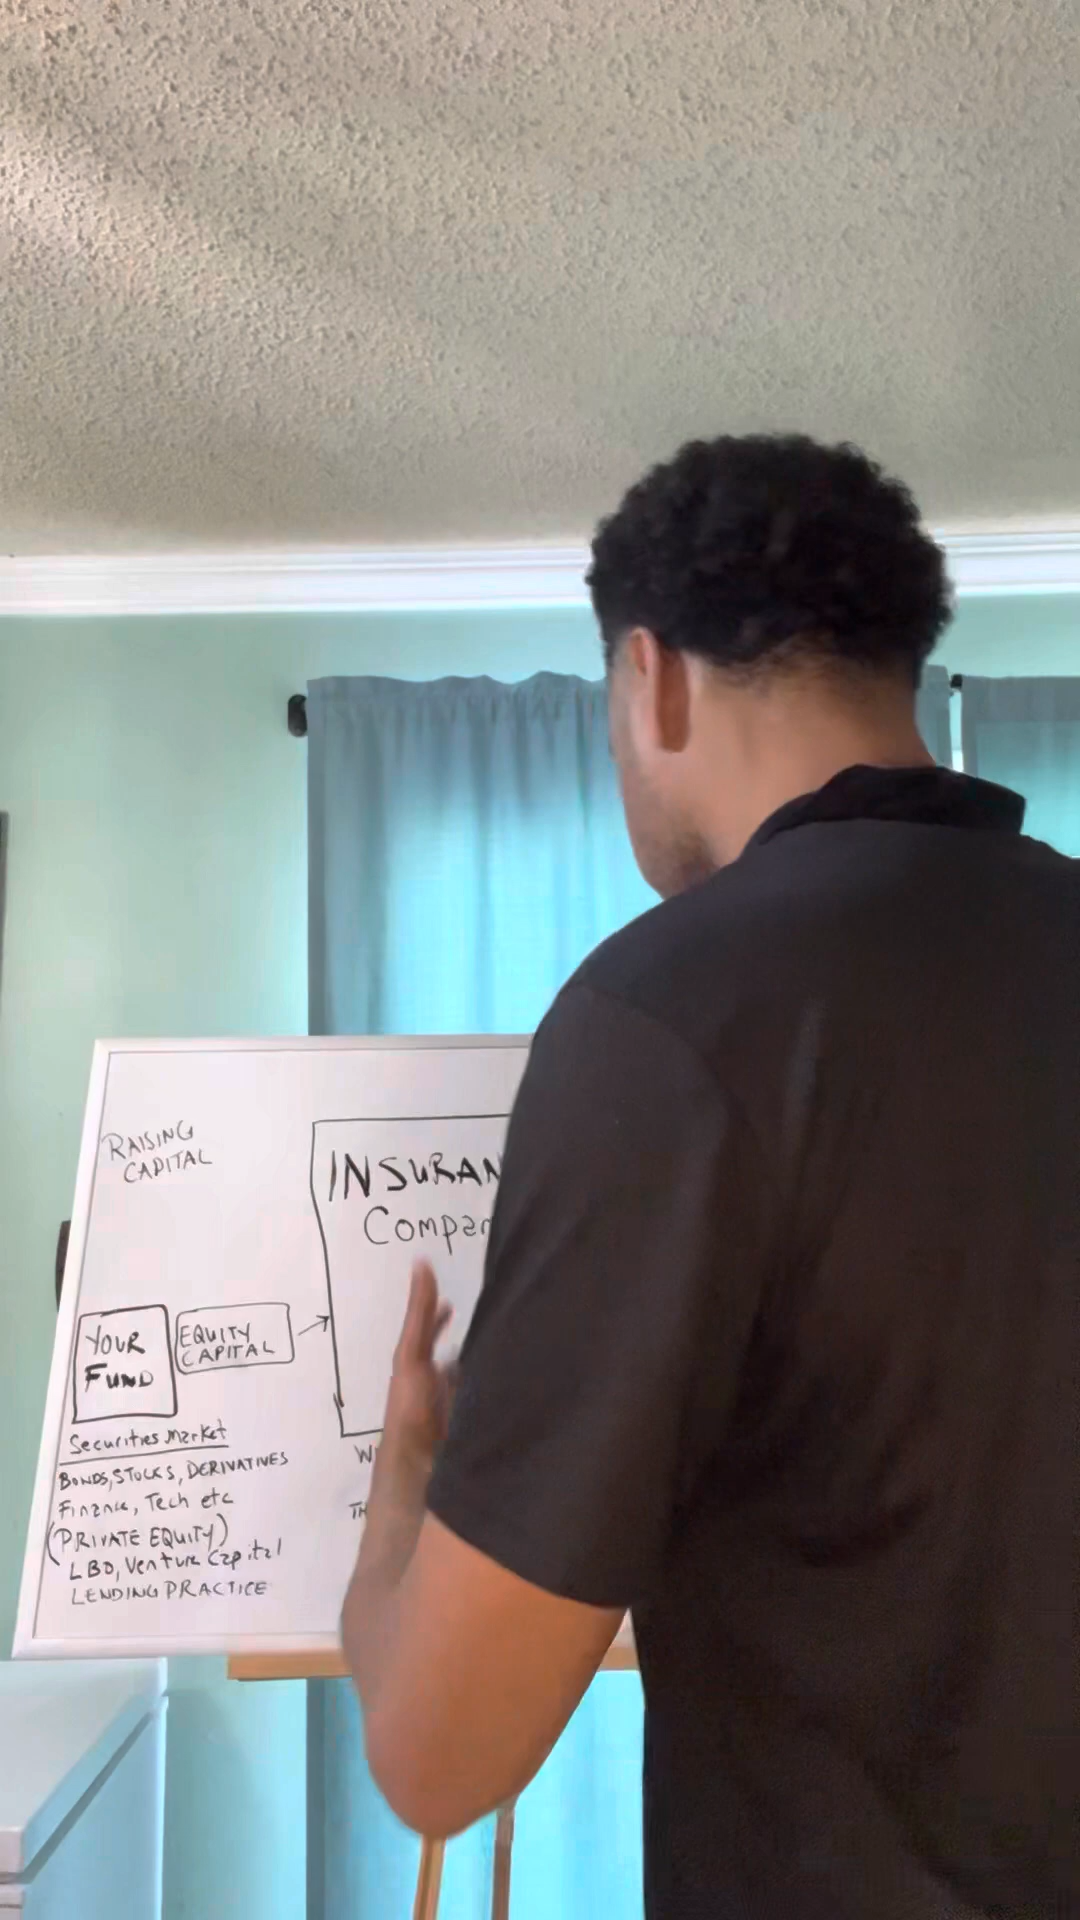 RAISING
CAPITAL
INSURAN
Compan
YOUR
FUND
EQUITY
CAPITAL
Securities Market
BONDS, STOCKS, DERIVATIVES
Finance, Tech etc
(PRIVATE EQUITY)
LBO, Venture Capital
LENDING PRACTICE
W
TH